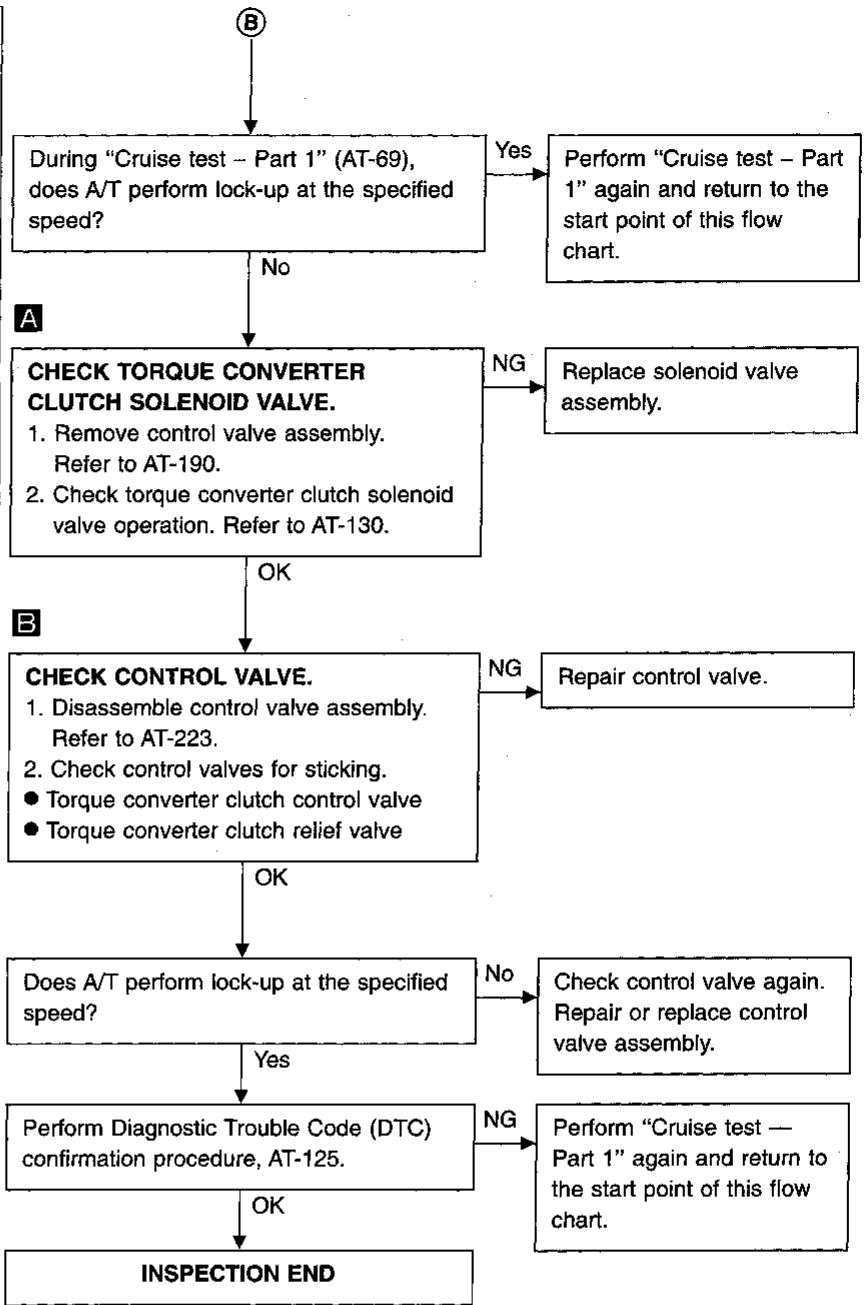 B
During “Cruise test – Part 1” (AT-69),
does A/T perform lock-up at the specified
speed?
Yes
Perform “Cruise test – Part
1” again and return to the
start point of this flow
chart.
No
A
CHECK TORQUE CONVERTER
CLUTCH SOLENOID VALVE.
1. Remove control valve assembly.
Refer to AT-190.
2. Check torque converter clutch solenoid
valve operation. Refer to AT-130.
NG
Replace solenoid valve
assembly.
OK
B
CHECK CONTROL VALVE.
1. Disassemble control valve assembly.
Refer to AT-223.
2. Check control valves for sticking.
● Torque converter clutch control valve
● Torque converter clutch relief valve
NG
Repair control valve.
OK
Does A/T perform lock-up at the specified
speed?
No
Check control valve again.
Repair or replace control
valve assembly.
Yes
Perform Diagnostic Trouble Code (DTC)
confirmation procedure, AT-125.
NG
Perform “Cruise test —
Part 1” again and return to
the start point of this flow
chart.
OK
INSPECTION END